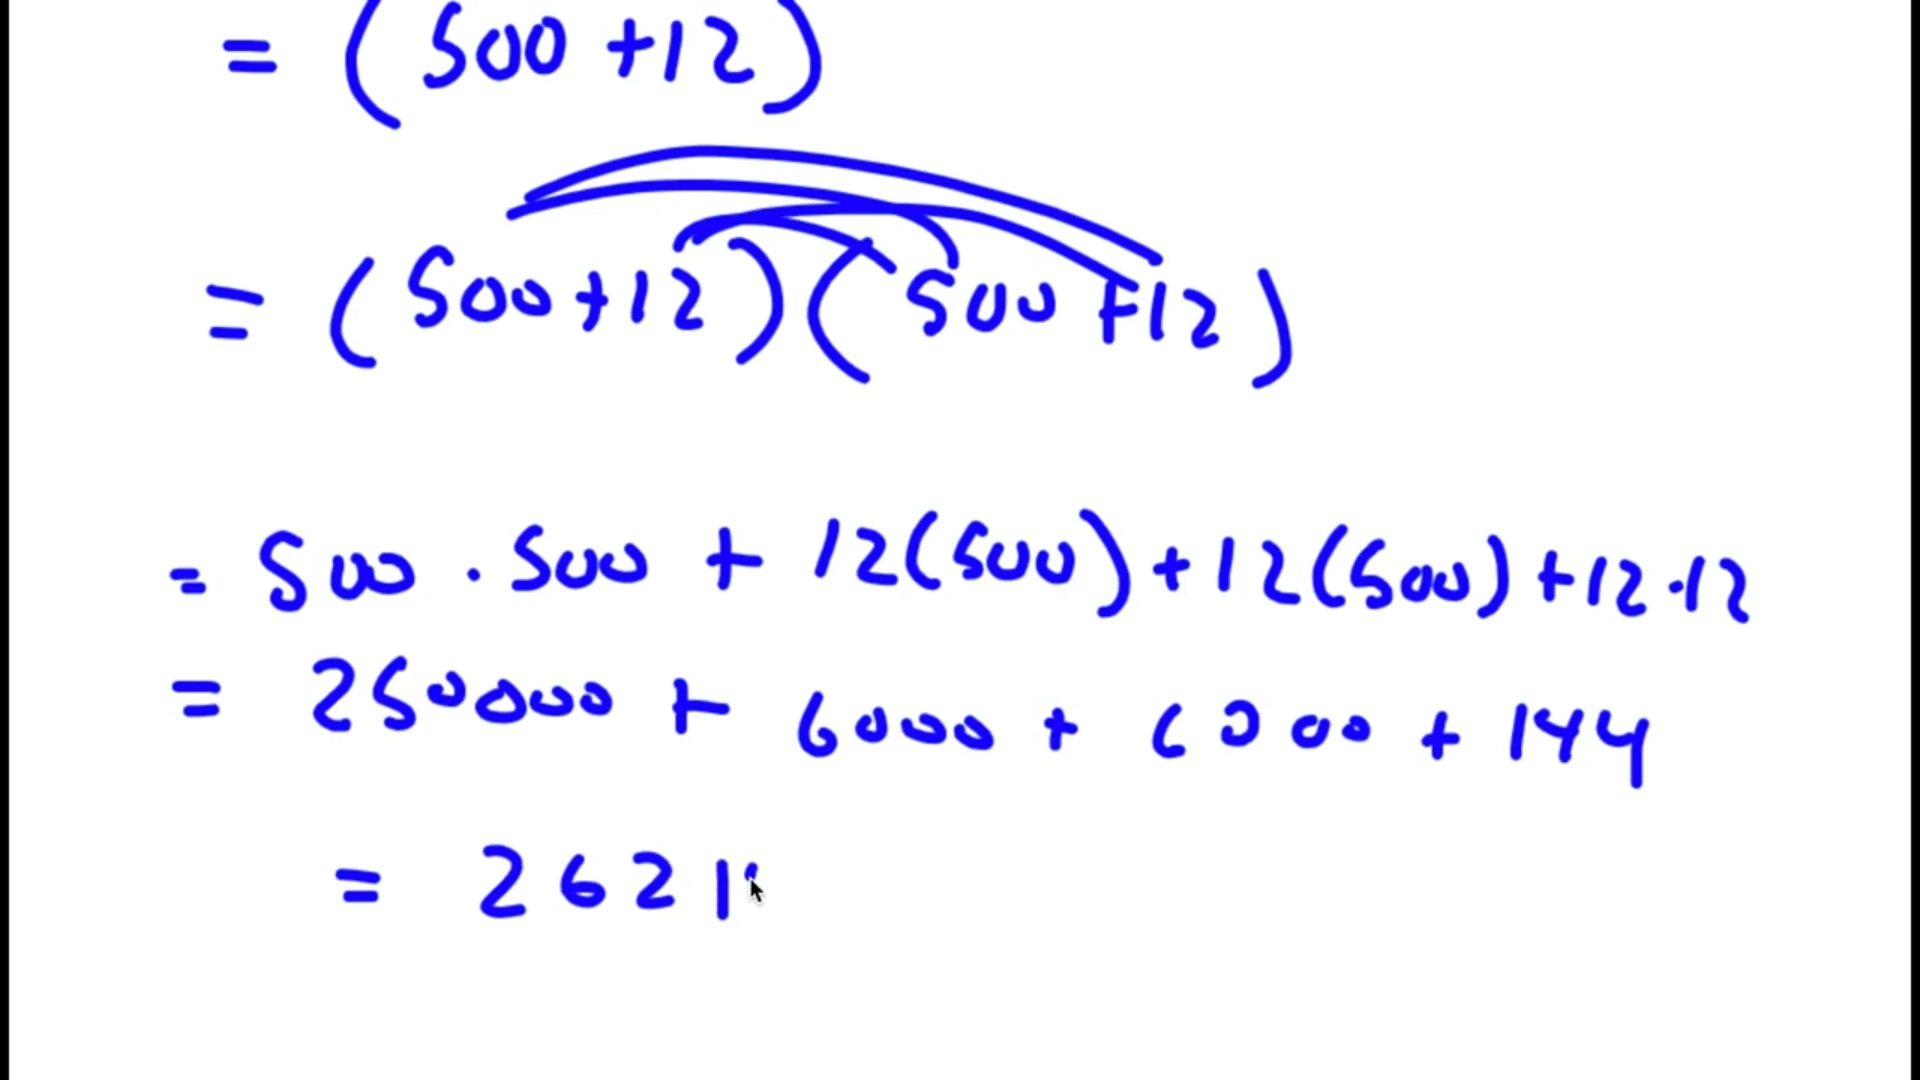 = (500 +12)
= (500+12)(500 +12)
= 500 . 500 + 12(500) + 12(500) + 12 · 12
= 250000 + 6000 + 6000 + 144
= 2621